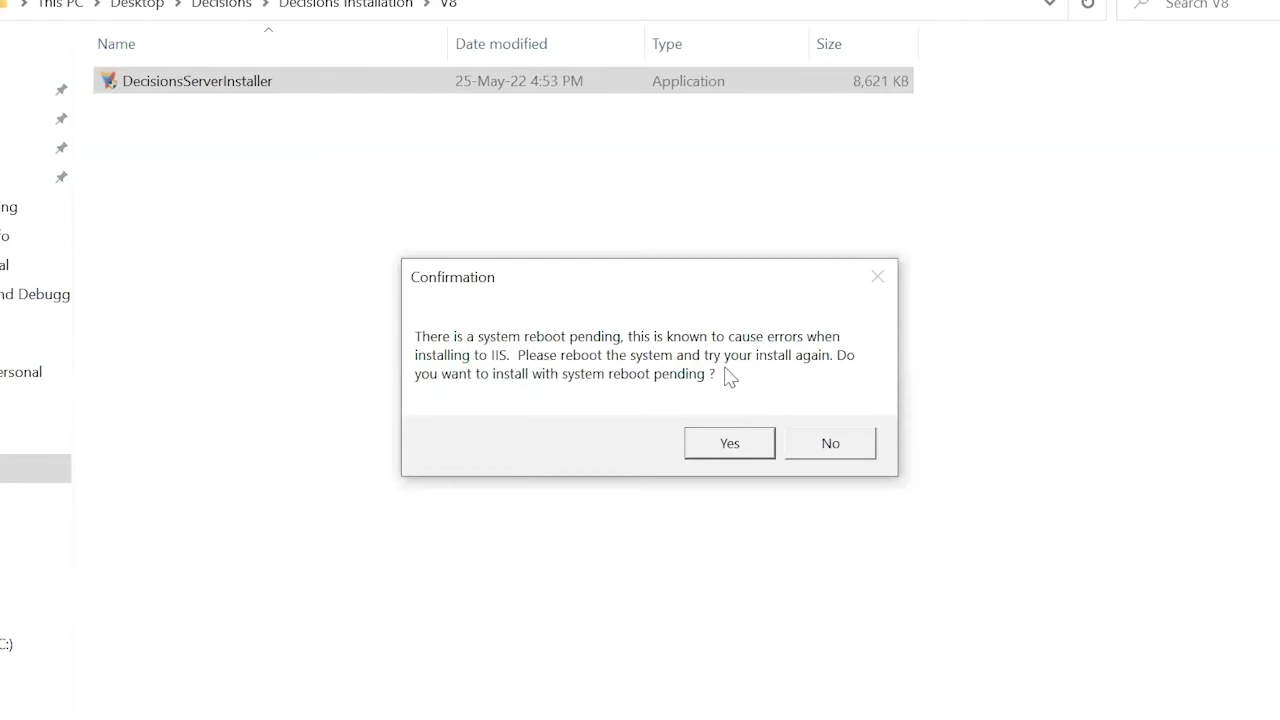 This PC > Desktop > Decisions > Decisions Installation > V8
Search V8
Name Date modified Type Size
DecisionsServerInstaller 25-May-22 4:53 PM Application 8,621 KB
ng
fo
al
nd Debugg
ersonal
C:)
Confirmation
There is a system reboot pending, this is known to cause errors when
installing to IIS. Please reboot the system and try your install again. Do
you want to install with system reboot pending ?
Yes No